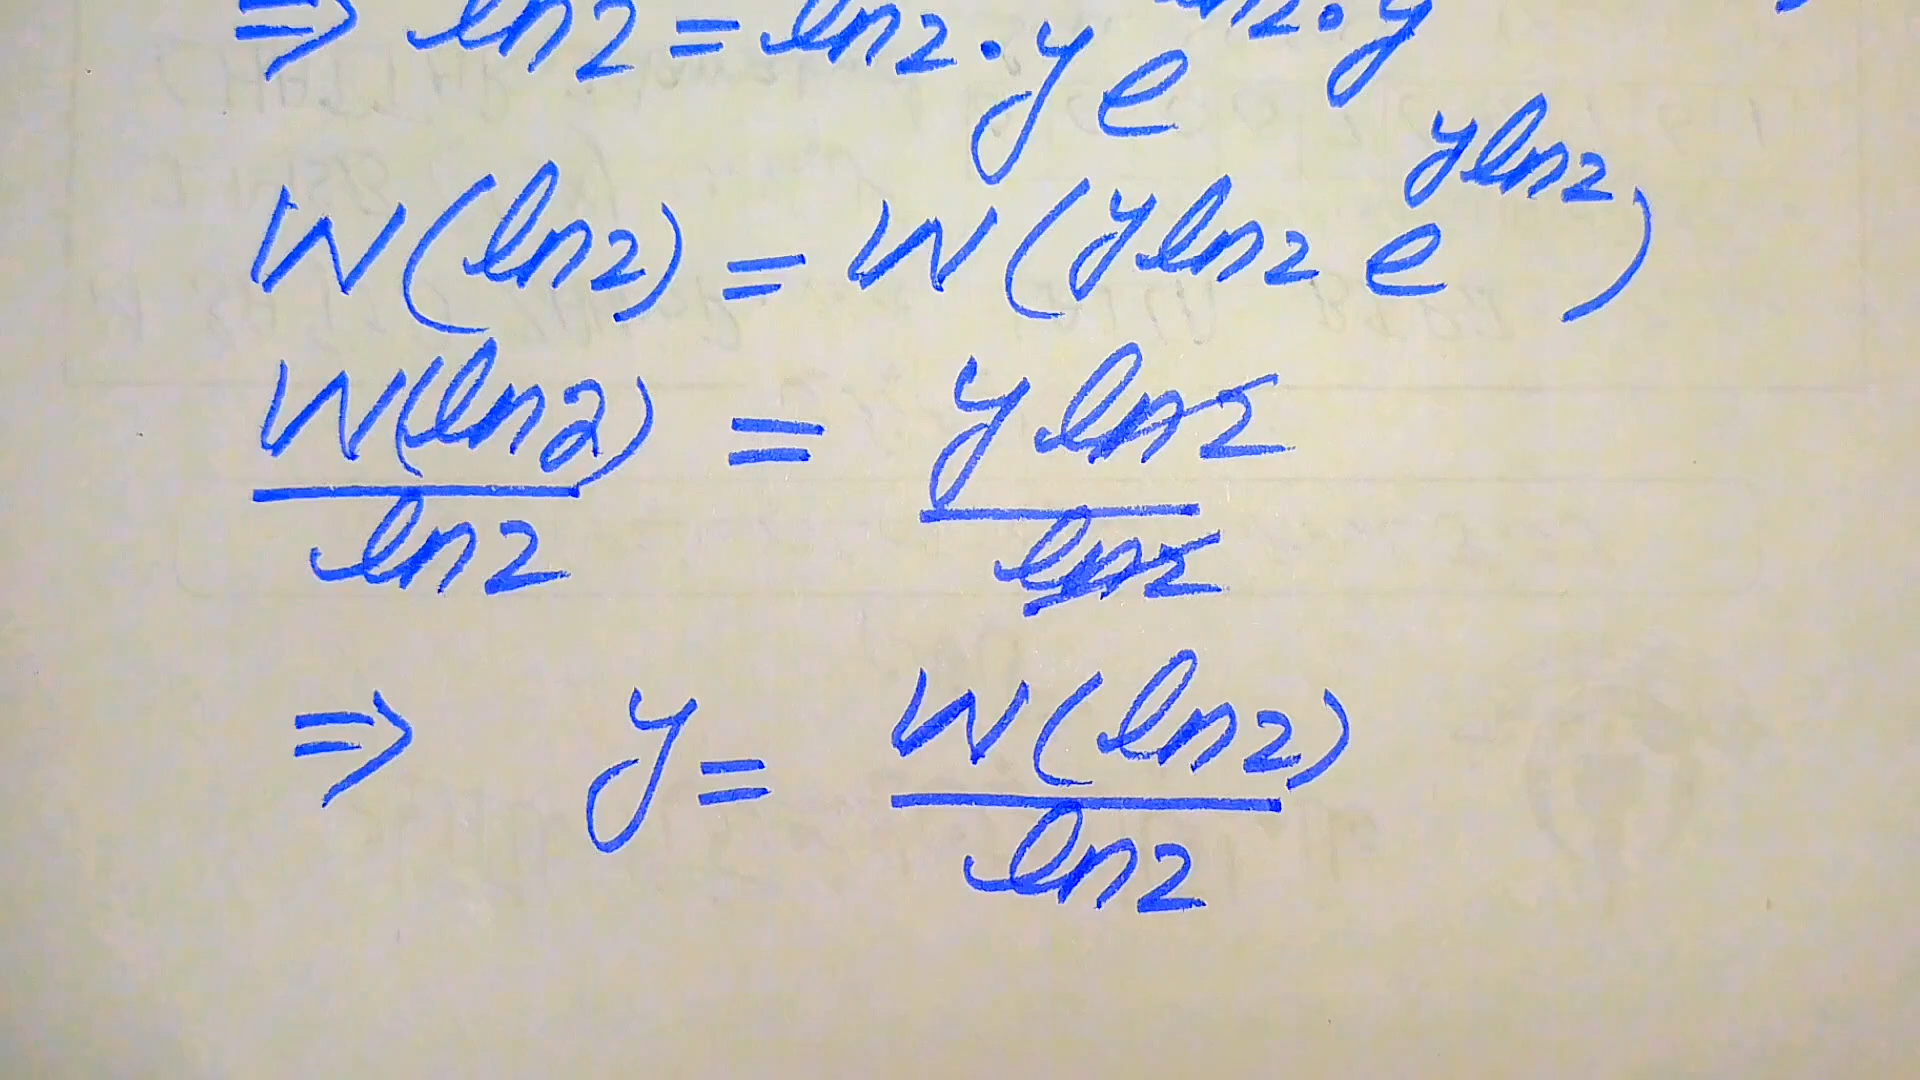 ⇒ ln2 = ln2·y e^ln2·y
W(ln2) = W(y ln2 e^y ln2)
W(ln2)/ln2 = y ln2/ln2
⇒ y = W(ln2)/ln2